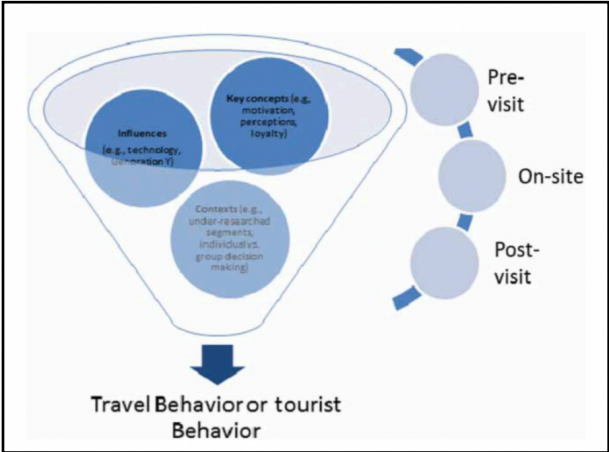 Key concepts (e.g,
motivation,
perceptions,
loyalty)
Influences
(e.g., technology,
Generation Y)
Contexts (e.g.,
under-researched
segments,
individual vs.
group decision
making)
Pre-
visit
On-site
Post-
visit
Travel Behavior or tourist
Behavior